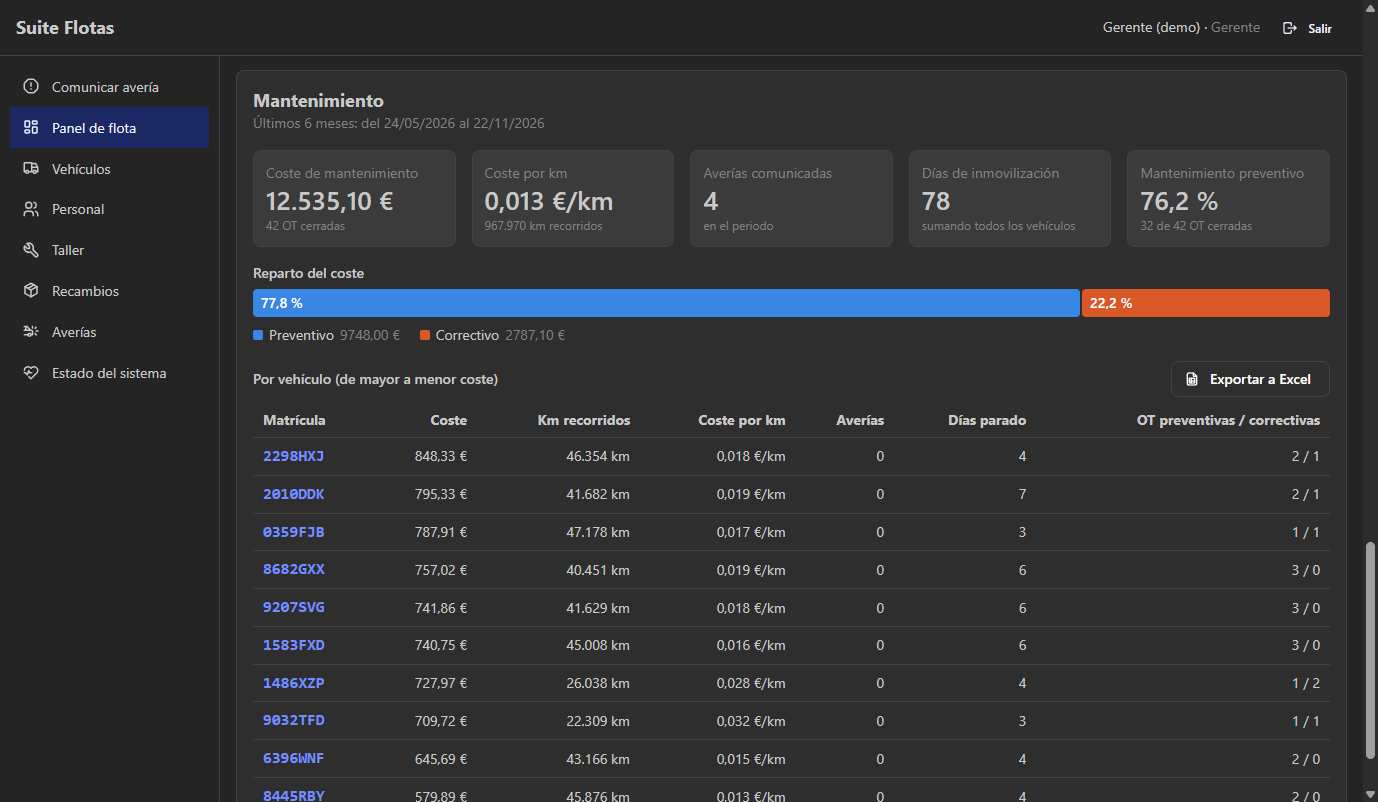 Suite Flotas
Gerente (demo) · Gerente
Salir
Comunicar avería
Panel de flota
Vehículos
Personal
Taller
Recambios
Averías
Estado del sistema
Mantenimiento
Últimos 6 meses: del 24/05/2026 al 22/11/2026
Coste de mantenimiento
12.535,10 €
42 OT cerradas
Coste por km
0,013 €/km
967.970 km recorridos
Averías comunicadas
4
en el periodo
Días de inmovilización
78
sumando todos los vehículos
Mantenimiento preventivo
76,2 %
32 de 42 OT cerradas
Reparto del coste
77,8 % 22,2 %
Preventivo 9748,00 € Correctivo 2787,10 €
Por vehículo (de mayor a menor coste)
Exportar a Excel
Matrícula Coste Km recorridos Coste por km Averías Días parado OT preventivas / correctivas
2298HXJ 848,33 € 46.354 km 0,018 €/km 0 4 2 / 1
2010DDK 795,33 € 41.682 km 0,019 €/km 0 7 2 / 1
0359FJB 787,91 € 47.178 km 0,017 €/km 0 3 1 / 1
8682GXX 757,02 € 40.451 km 0,019 €/km 0 6 3 / 0
9207SVG 741,86 € 41.629 km 0,018 €/km 0 6 3 / 0
1583FXD 740,75 € 45.008 km 0,016 €/km 0 6 3 / 0
1486XZP 727,97 € 26.038 km 0,028 €/km 0 4 1 / 2
9032TFD 709,72 € 22.309 km 0,032 €/km 0 3 1 / 1
6396WNF 645,69 € 43.166 km 0,015 €/km 0 4 2 / 0
8445RBY 579,89 € 45.876 km 0,013 €/km 0 4 2 / 0